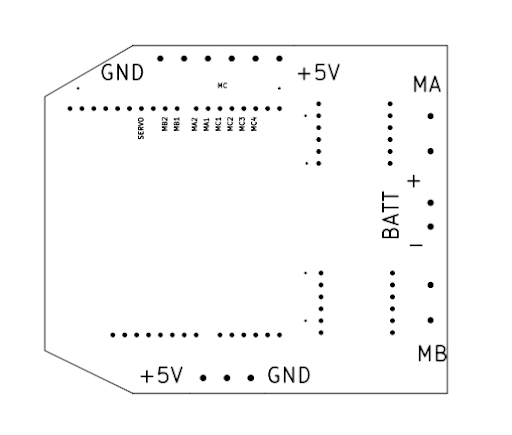 GND
+5V
MC
MA
SERVO
MB2
MB1
MA2
MA1
MC1
MC2
MC3
MC4
+
BATT
−
MB
+5V
GND